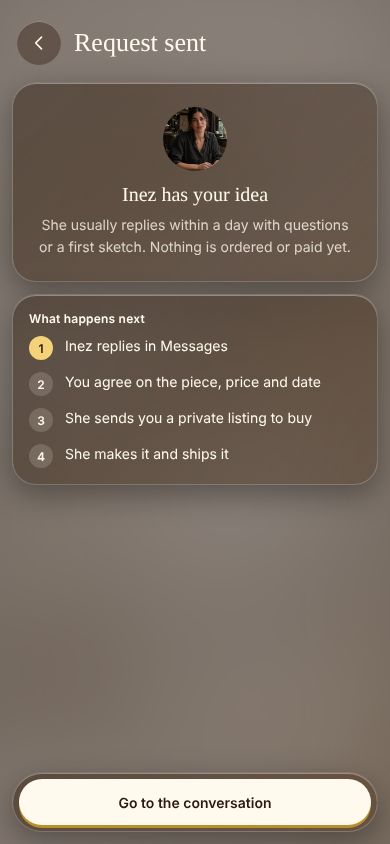 Request sent
Inez has your idea
She usually replies within a day with questions
or a first sketch. Nothing is ordered or paid yet.
What happens next
1 Inez replies in Messages
2 You agree on the piece, price and date
3 She sends you a private listing to buy
4 She makes it and ships it
Go to the conversation